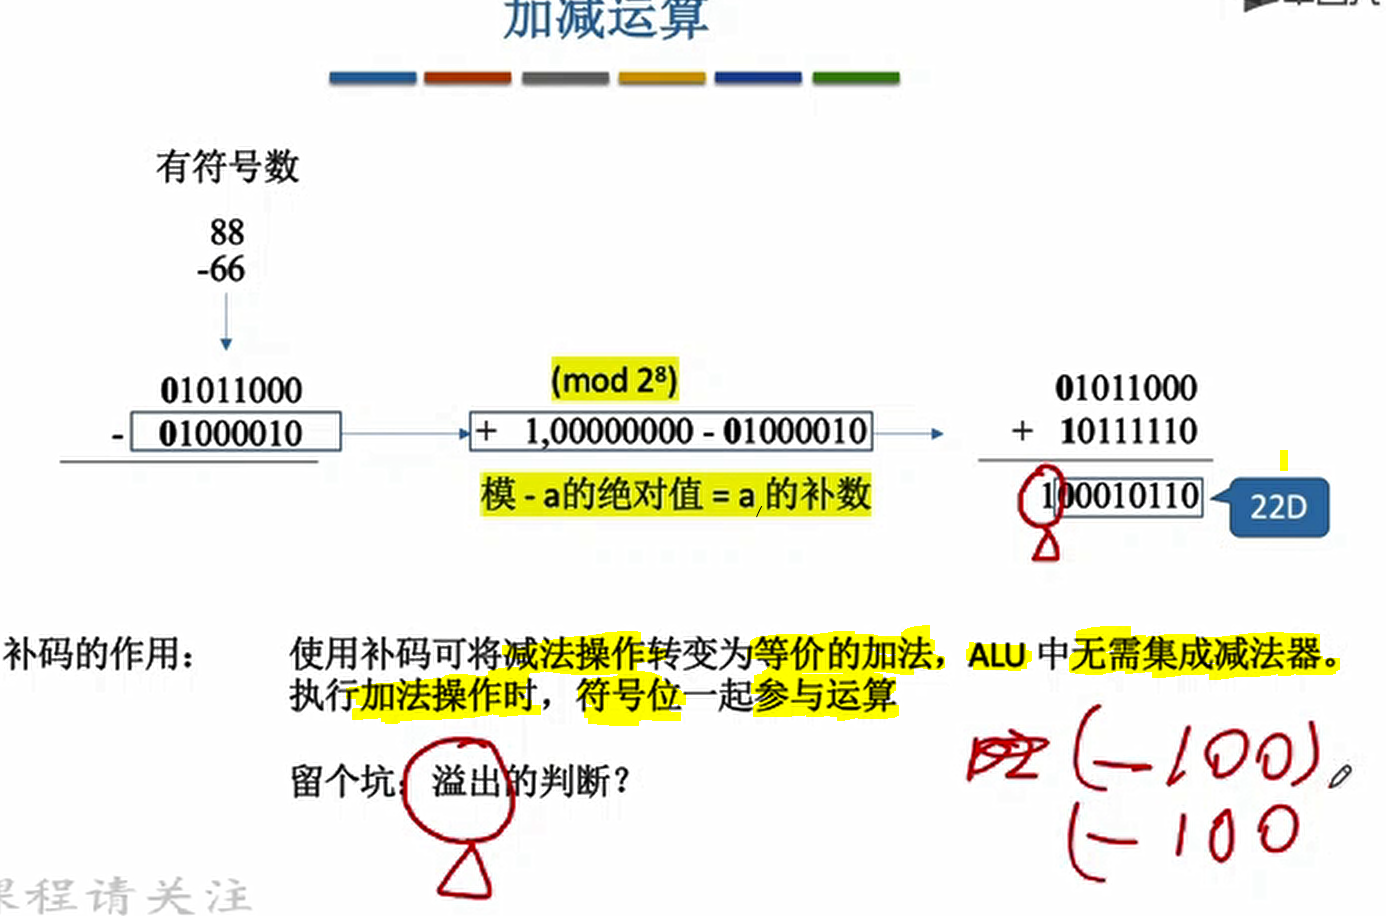 加减运算
有符号数
88
-66
01011000
- 01000010
(mod 2⁸)
+ 1,00000000 - 01000010
模 - a的绝对值 = a 的补数
01011000
+ 10111110
100010110
22D
补码的作用：
使用补码可将减法操作转变为等价的加法，ALU 中无需集成减法器。
执行加法操作时，符号位一起参与运算
留个坑：溢出的判断？
(-100)
(-100
课程请关注